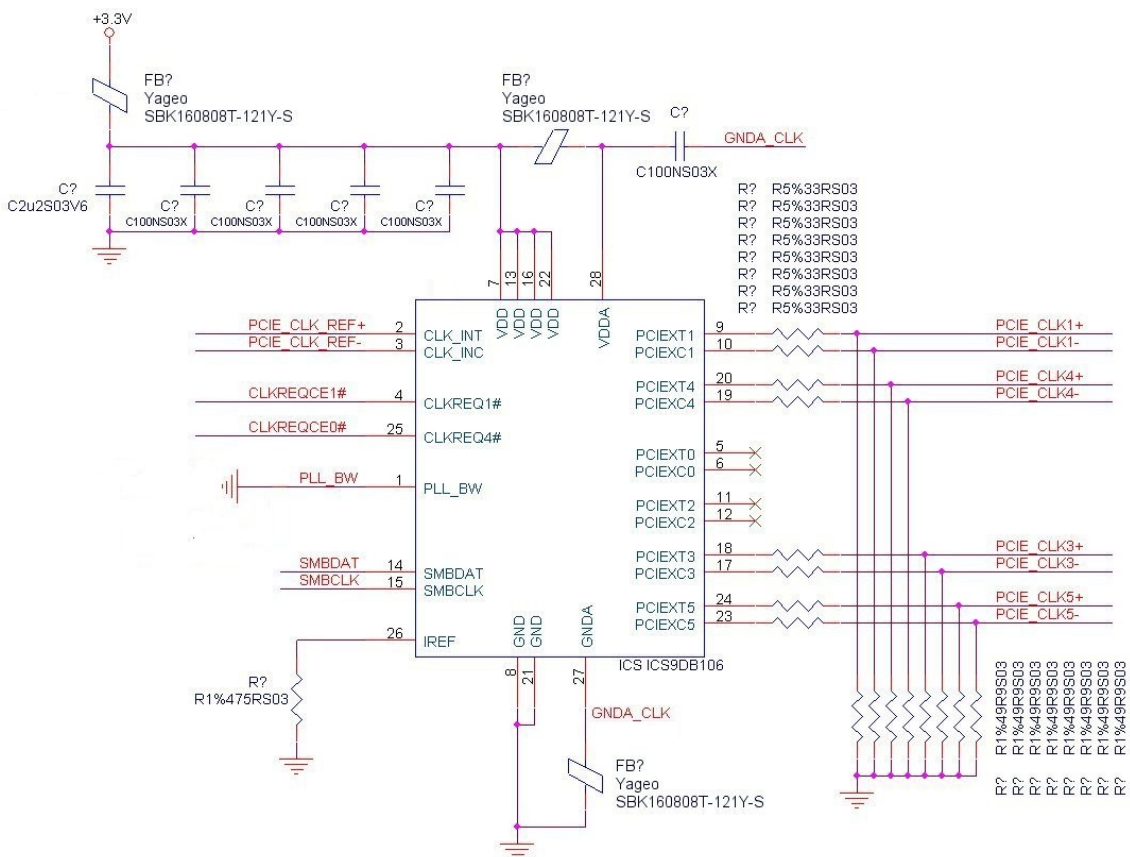 +3.3V
FB?
Yageo
SBK160808T-121Y-S
FB?
Yageo
SBK160808T-121Y-S
C?
GNDA_CLK
C100NS03X
C?
C2u2S03V6
C?
C100NS03X
C?
C100NS03X
C?
C100NS03X
C?
C100NS03X
R? R5%33RS03
R? R5%33RS03
R? R5%33RS03
R? R5%33RS03
R? R5%33RS03
R? R5%33RS03
R? R5%33RS03
R? R5%33RS03
7
13
16
22
28
VDD
VDD
VDD
VDD
VDDA
PCIE_CLK_REF+ 2 CLK_INT
PCIE_CLK_REF- 3 CLK_INC
CLKREQCE1# 4 CLKREQ1#
CLKREQCE0# 25 CLKREQ4#
PLL_BW 1 PLL_BW
SMBDAT 14 SMBDAT
SMBCLK 15 SMBCLK
26 IREF
R?
R1%475RS03
PCIEXT1 9 PCIE_CLK1+
PCIEXC1 10 PCIE_CLK1-
PCIEXT4 20 PCIE_CLK4+
PCIEXC4 19 PCIE_CLK4-
PCIEXT0 5
PCIEXC0 6
PCIEXT2 11
PCIEXC2 12
PCIEXT3 18 PCIE_CLK3+
PCIEXC3 17 PCIE_CLK3-
PCIEXT5 24 PCIE_CLK5+
PCIEXC5 23 PCIE_CLK5-
GND
GND
GNDA
ICS ICS9DB106
8
21
27
GNDA_CLK
FB?
Yageo
SBK160808T-121Y-S
R? R1%49R9S03
R? R1%49R9S03
R? R1%49R9S03
R? R1%49R9S03
R? R1%49R9S03
R? R1%49R9S03
R? R1%49R9S03
R? R1%49R9S03